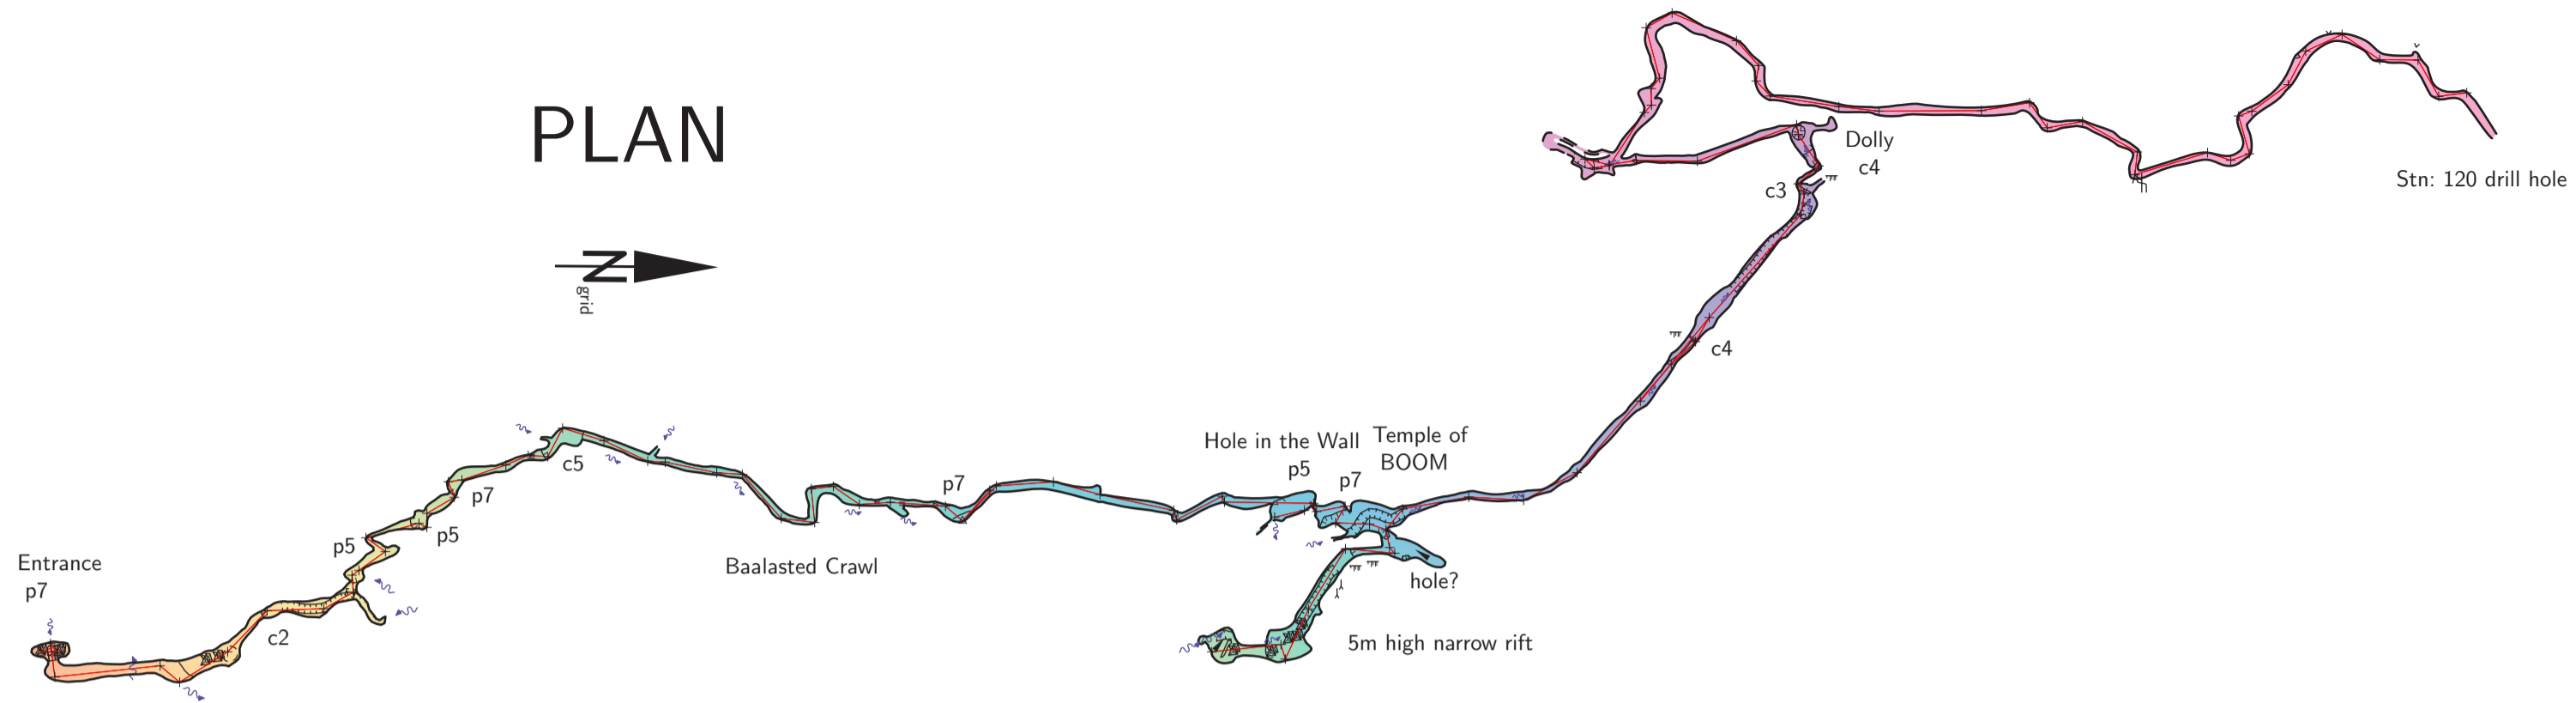 PLAN
N
grid
Entrance
p7
c2
p5
p5
p7
c5
Baalasted Crawl
p7
Hole in the Wall
p5
Temple of
BOOM
p7
hole?
5m high narrow rift
c4
c3
Dolly
c4
h
Stn: 120 drill hole